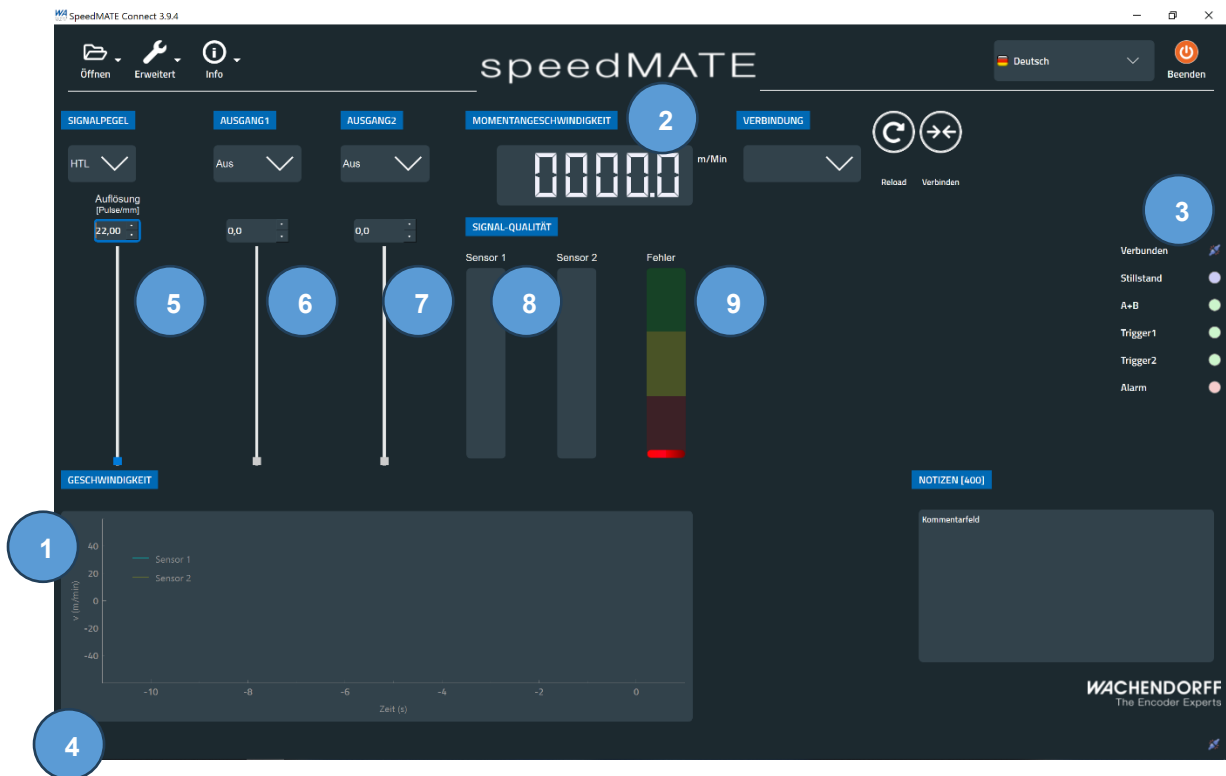 WA SpeedMATE Connect 3.9.4
Öffnen Erweitert Info
speedMATE
Deutsch
Beenden
SIGNALPEGEL AUSGANG1 AUSGANG2 MOMENTANGESCHWINDIGKEIT 2 VERBINDUNG
HTL Aus Aus 0000.0 m/Min
Reload Verbinden
Auflösung
[Pulse/mm]
22,00 0,0 0,0
SIGNAL-QUALITÄT
3
Sensor 1 Sensor 2 Fehler
5 6 7 8 9
Verbunden
Stillstand
A+B
Trigger1
Trigger2
Alarm
GESCHWINDIGKEIT
NOTIZEN [400]
1
Kommentarfeld
v (m/min)
40
20
0
-20
-40
Sensor 1
Sensor 2
-10 -8 -6 -4 -2 0
Zeit (s)
WACHENDORFF
The Encoder Experts
4